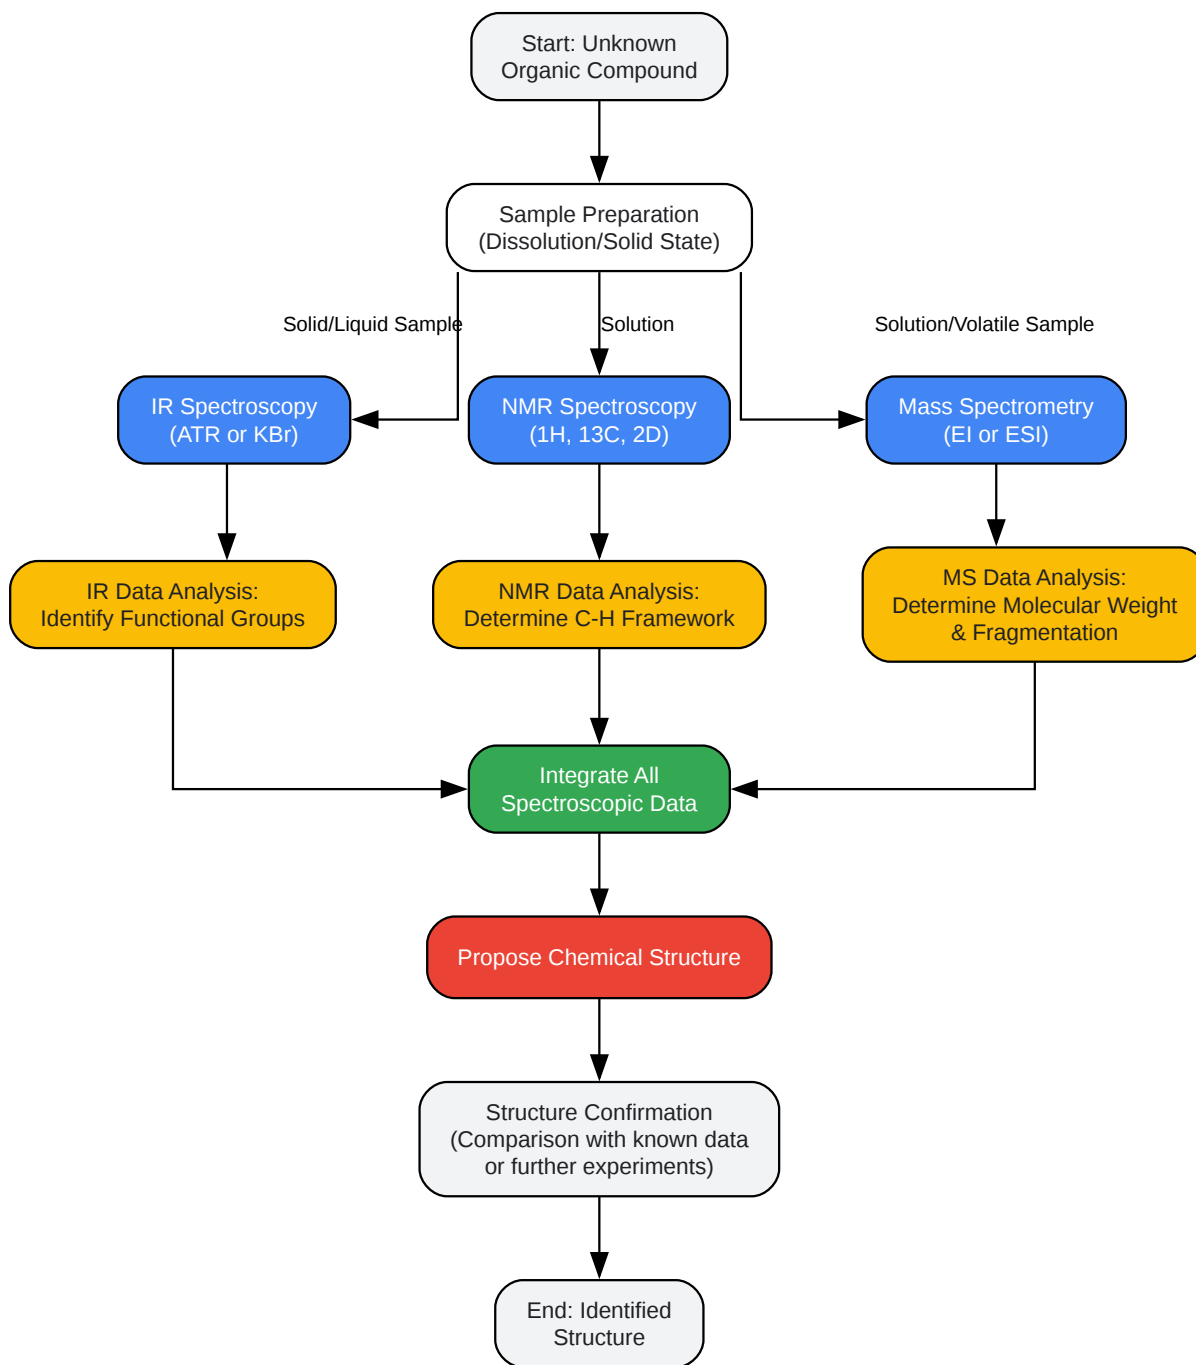 Start: Unknown
Organic Compound
Sample Preparation
(Dissolution/Solid State)
Solid/Liquid Sample
Solution
Solution/Volatile Sample
IR Spectroscopy
(ATR or KBr)
NMR Spectroscopy
(1H, 13C, 2D)
Mass Spectrometry
(EI or ESI)
IR Data Analysis:
Identify Functional Groups
NMR Data Analysis:
Determine C-H Framework
MS Data Analysis:
Determine Molecular Weight
& Fragmentation
Integrate All
Spectroscopic Data
Propose Chemical Structure
Structure Confirmation
(Comparison with known data
or further experiments)
End: Identified
Structure